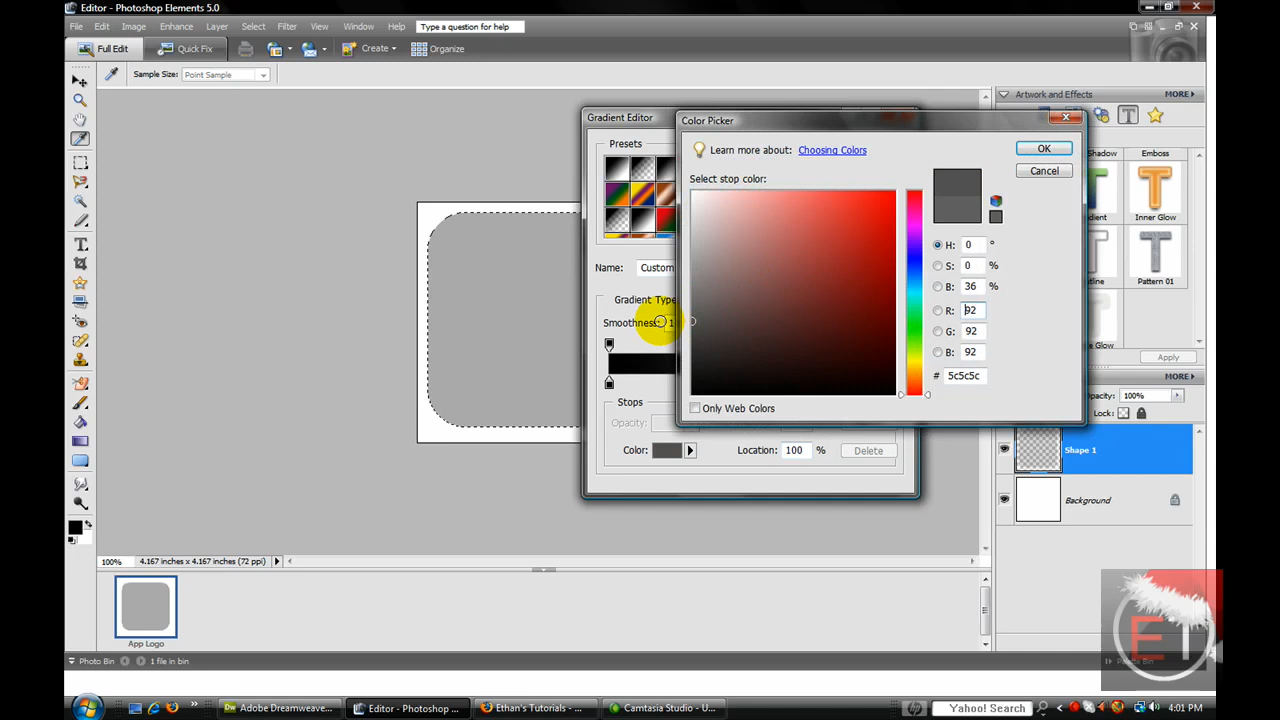 Editor - Photoshop Elements 5.0
File Edit Image Enhance Layer Select Filter View Window Help Type a question for help
Full Edit Quick Fix Create Organize
Sample Size: Point Sample
Artwork and Effects MORE
Gradient Editor
Color Picker
Presets
Learn more about: Choosing Colors
OK
Cancel
Select stop color:
Shadow Emboss
Inner Glow
Pattern 01
H: 0 °
S: 0 %
B: 36 %
R: 92
G: 92
B: 92
# 5c5c5c
Name: Custom
Gradient Type
Smoothness: 1
Only Web Colors
Stops
Opacity:
Color: Location: 100 % Delete
Apply
MORE
Opacity: 100%
Lock:
Shape 1
Background
100% 4.167 inches x 4.167 inches (72 ppi)
App Logo
Photo Bin 1 file in bin
Palette Bin
ET
Adobe Dreamweave... Editor - Photoshop ... Ethan's Tutorials - ... Camtasia Studio - U... Yahoo! Search 4:01 PM